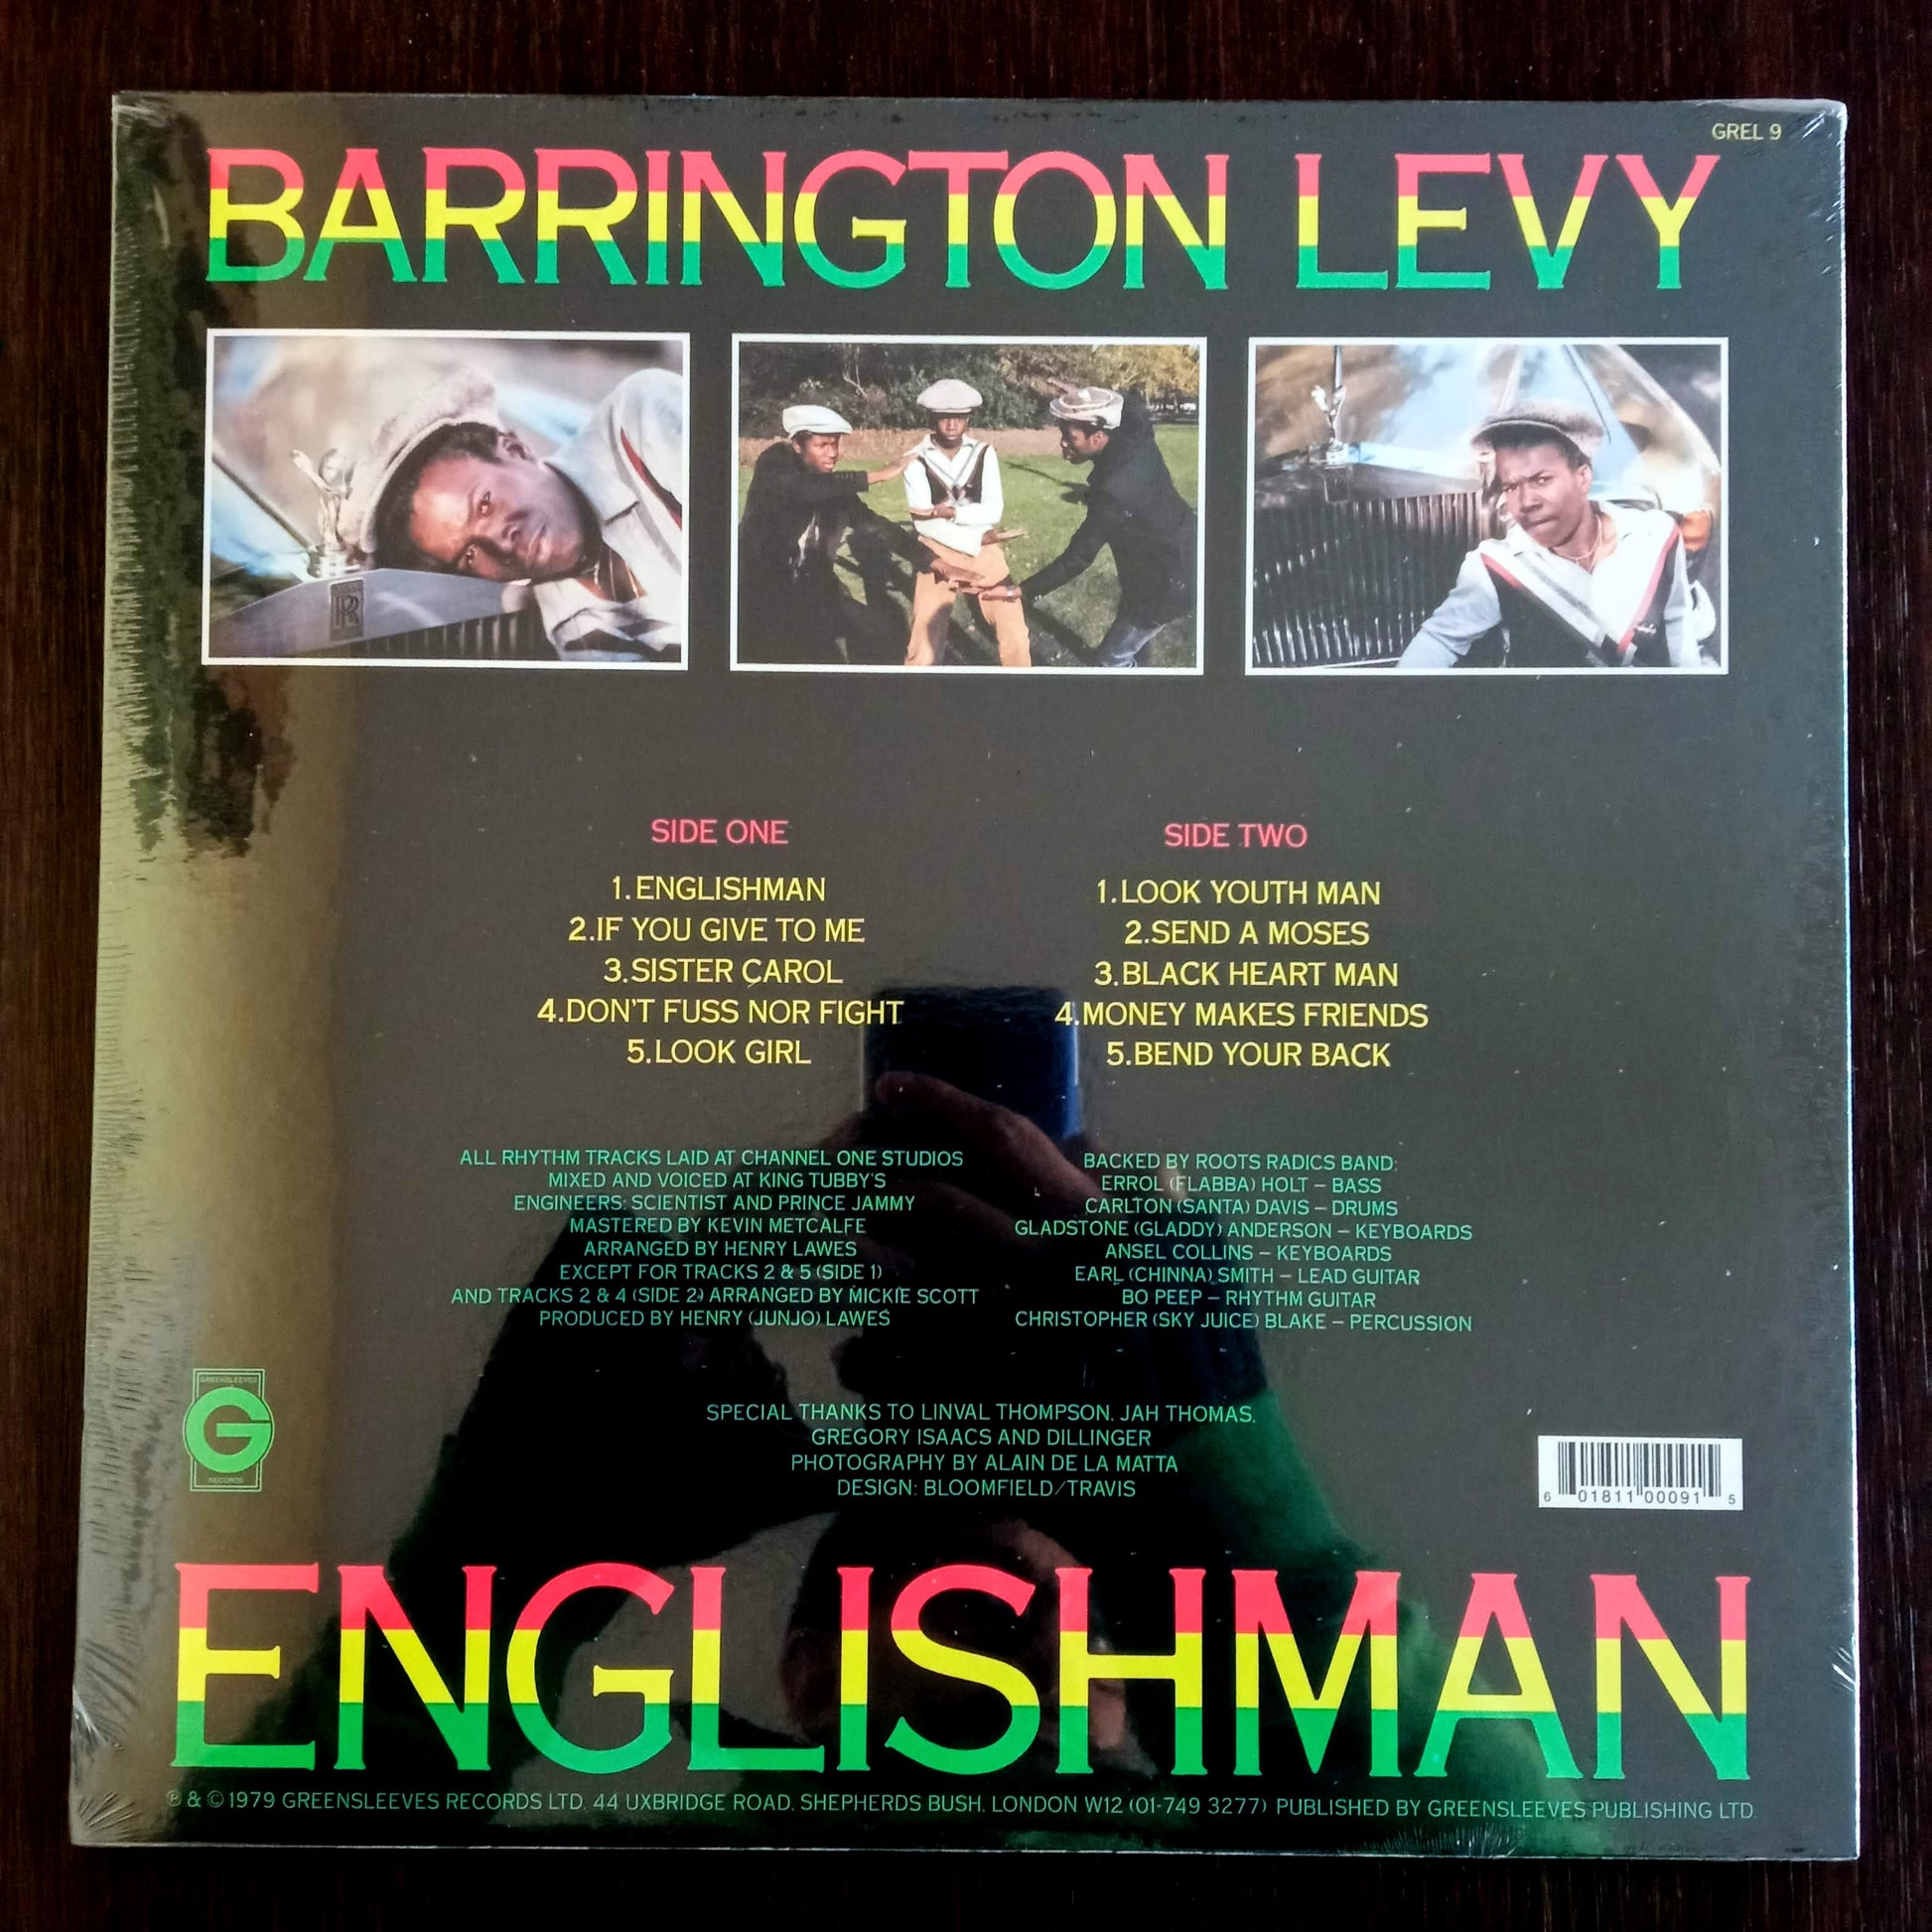 GREL 9
BARRINGTON LEVY
SIDE ONE
1. ENGLISHMAN
2.IF YOU GIVE TO ME
3.SISTER CAROL
4.DON'T FUSS NOR FIGHT
5.LOOK GIRL
SIDE TWO
1.LOOK YOUTH MAN
2.SEND A MOSES
3.BLACK HEART MAN
4.MONEY MAKES FRIENDS
5.BEND YOUR BACK
ALL RHYTHM TRACKS LAID AT CHANNEL ONE STUDIOS
MIXED AND VOICED AT KING TUBBY'S
ENGINEERS: SCIENTIST AND PRINCE JAMMY
MASTERED BY KEVIN METCALFE
ARRANGED BY HENRY LAWES
EXCEPT FOR TRACKS 2 & 5 (SIDE 1)
AND TRACKS 2 & 4 (SIDE 2) ARRANGED BY MICKIE SCOTT
PRODUCED BY HENRY (JUNJO) LAWES
BACKED BY ROOTS RADICS BAND:
ERROL (FLABBA) HOLT – BASS
CARLTON (SANTA) DAVIS – DRUMS
GLADSTONE (GLADDY) ANDERSON – KEYBOARDS
ANSEL COLLINS – KEYBOARDS
EARL (CHINNA) SMITH – LEAD GUITAR
BO PEEP – RHYTHM GUITAR
CHRISTOPHER (SKY JUICE) BLAKE – PERCUSSION
GREENSLEEVES
G
RECORDS
SPECIAL THANKS TO LINVAL THOMPSON, JAH THOMAS,
GREGORY ISAACS AND DILLINGER
PHOTOGRAPHY BY ALAIN DE LA MATTA
DESIGN: BLOOMFIELD/TRAVIS
6 01811 00091 5
ENGLISHMAN
℗ & © 1979 GREENSLEEVES RECORDS LTD. 44 UXBRIDGE ROAD, SHEPHERDS BUSH, LONDON W12 (01-749 3277) PUBLISHED BY GREENSLEEVES PUBLISHING LTD.